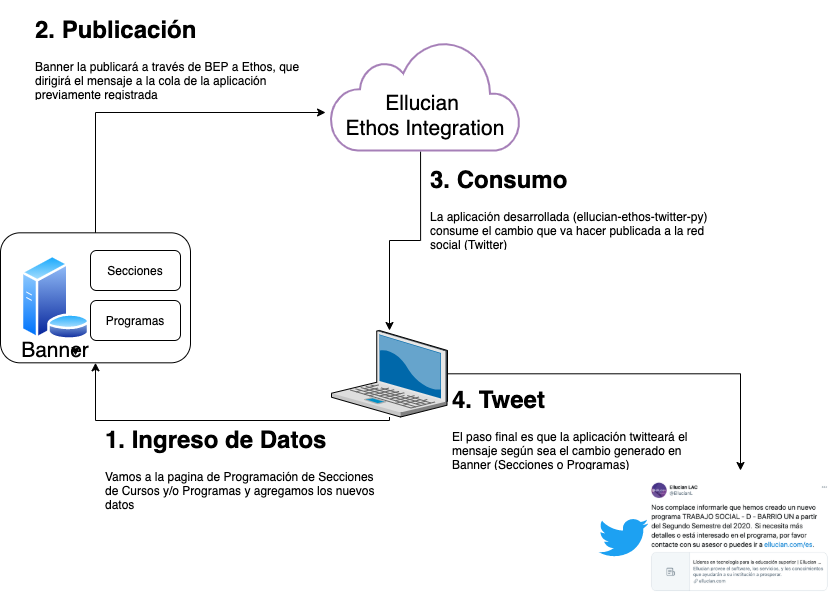 2. Publicación
Banner la publicará a través de BEP a Ethos, que
dirigirá el mensaje a la cola de la aplicación
previamente registrada
Ellucian
Ethos Integration
3. Consumo
La aplicación desarrollada (ellucian-ethos-twitter-py)
consume el cambio que va hacer publicada a la red
social (Twitter)
Secciones
Programas
Banner
1. Ingreso de Datos
Vamos a la pagina de Programación de Secciones
de Cursos y/o Programas y agregamos los nuevos
datos
4. Tweet
El paso final es que la aplicación twitteará el
mensaje según sea el cambio generado en
Banner (Secciones o Programas)
Ellucian LAC
@EllucianL
Nos complace informarle que hemos creado un nuevo
programa TRABAJO SOCIAL - D - BARRIO UN a partir
del Segundo Semestre del 2020. Si necesita más
detalles o está interesado en el programa, por favor
contacte con su asesor o puedes ir a ellucian.com/es.
Líderes en tecnología para la educación superior | Ellucian ...
Ellucian provee el software, los servicios, y los conocimientos
que ayudarán a su institución a prosperar.
ellucian.com